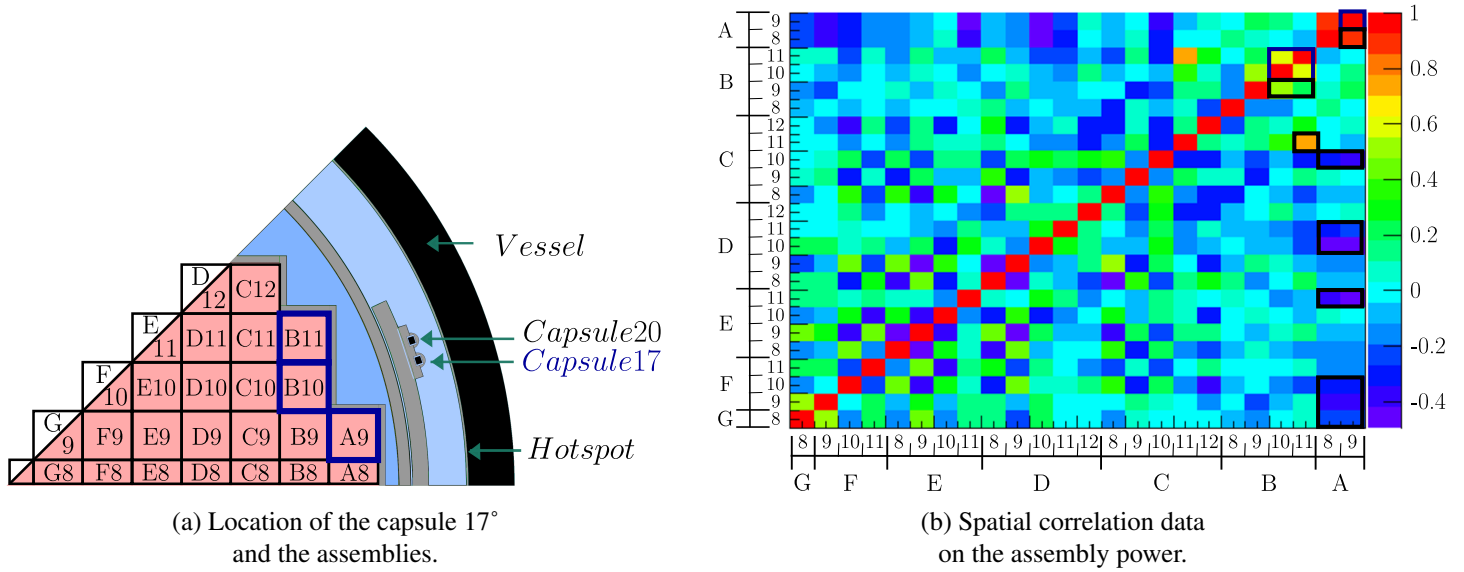 Vessel
Capsule20
Capsule17
Hotspot
D
12
C12
E
11
D11
C11
B11
F
10
E10
D10
C10
B10
G
9
F9
E9
D9
C9
B9
A9
G8
F8
E8
D8
C8
B8
A8
(a) Location of the capsule 17°
and the assemblies.
A
9
8
B
11
10
9
8
C
12
11
10
9
8
D
12
11
10
9
8
E
11
10
9
8
F
11
10
9
G
8
1
0.8
0.6
0.4
0.2
0
-0.2
-0.4
8 9 10 11 8 9 10 11 8 9 10 11 12 8 9 10 11 12 8 9 10 11 8 9
G F E D C B A
(b) Spatial correlation data
on the assembly power.